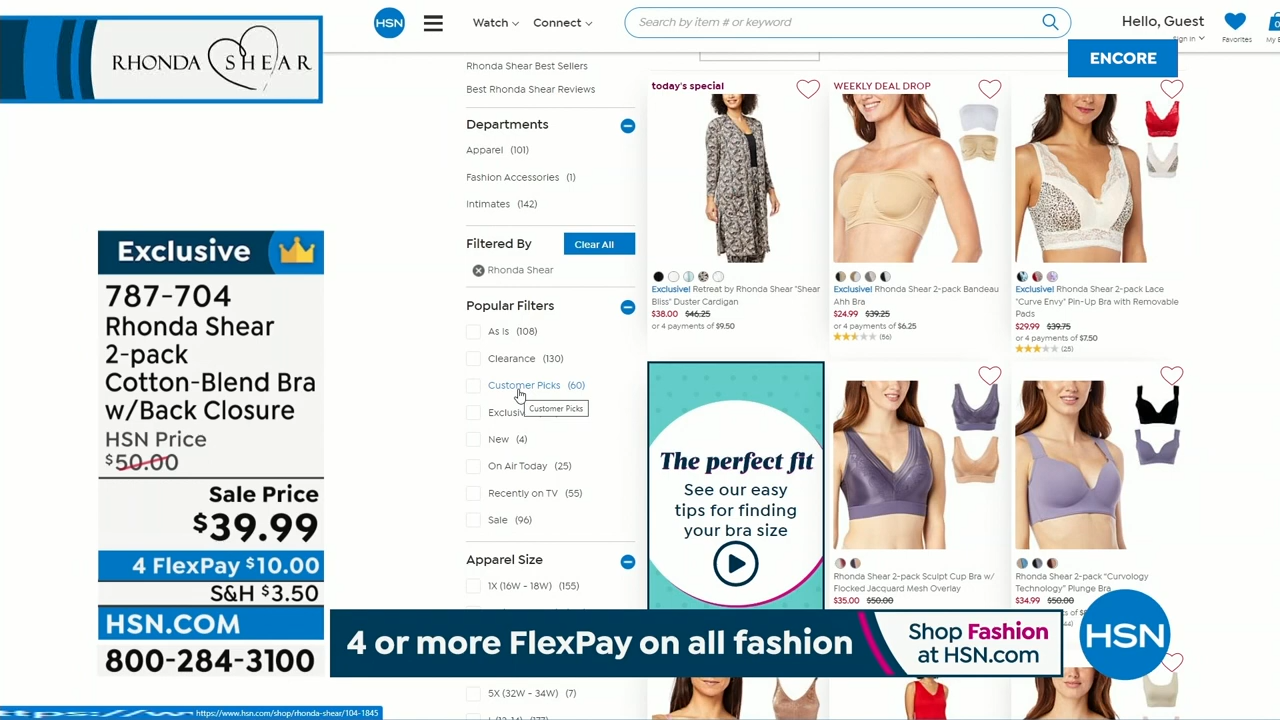 RHONDA SHEAR
HSN
Watch
Connect
Search by item # or keyword
Hello, Guest
Sign In
Favorites
ENCORE
Rhonda Shear Best Sellers
Best Rhonda Shear Reviews
Departments
Apparel (101)
Fashion Accessories (1)
Intimates (142)
Filtered By
Clear All
Rhonda Shear
Popular Filters
As Is (108)
Clearance (130)
Customer Picks (60)
Customer Picks
New (4)
On Air Today (25)
Recently on TV (55)
Sale (96)
Apparel Size
1X (16W - 18W) (155)
5X (32W - 34W) (7)
today's special
WEEKLY DEAL DROP
Exclusive! Retreat by Rhonda Shear "Shear
Bliss" Duster Cardigan
$38.00 $46.25
or 4 payments of $9.50
Exclusive! Rhonda Shear 2-pack Bandeau
Ahh Bra
$24.99 $39.25
or 4 payments of $6.25
(56)
Exclusive! Rhonda Shear 2-pack Lace
"Curve Envy" Pin-Up Bra with Removable
Pads
$29.99 $39.75
or 4 payments of $7.50
(25)
The perfect fit
See our easy
tips for finding
your bra size
Rhonda Shear 2-pack Sculpt Cup Bra w/
Flocked Jacquard Mesh Overlay
$35.00 $50.00
Rhonda Shear 2-pack "Curvology
Technology" Plunge Bra
$34.99 $50.00
Exclusive
787-704
Rhonda Shear
2-pack
Cotton-Blend Bra
w/Back Closure
HSN Price
$50.00
Sale Price
$39.99
4 FlexPay $10.00
S&H $3.50
HSN.COM
800-284-3100
4 or more FlexPay on all fashion
Shop Fashion
at HSN.com
HSN
https://www.hsn.com/shop/rhonda-shear/104-1845